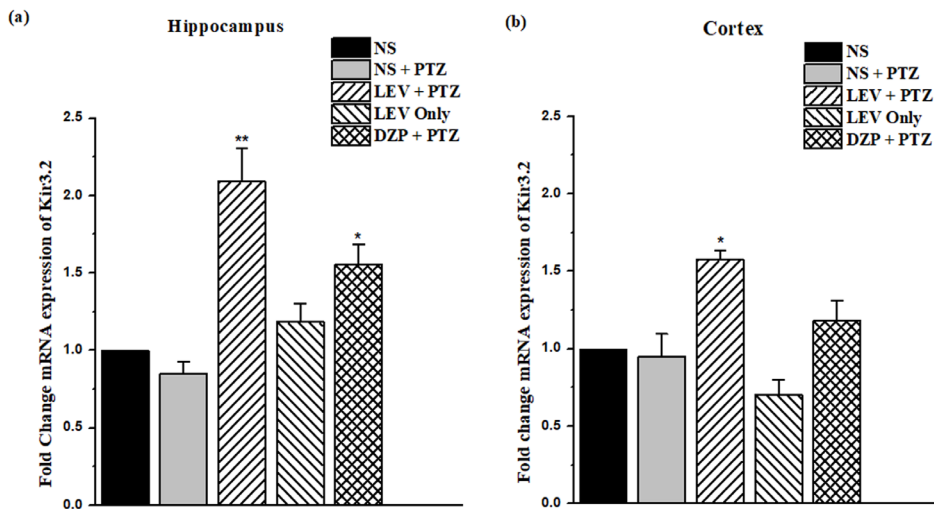 (a)
Hippocampus
NS
NS + PTZ
LEV + PTZ
LEV Only
DZP + PTZ
Fold Change mRNA expression of Kir3.2
2.5
2.0
1.5
1.0
0.5
0.0
**
*
(b)
Cortex
NS
NS + PTZ
LEV + PTZ
LEV Only
DZP + PTZ
Fold change mRNA expression of Kir3.2
2.5
2.0
1.5
1.0
0.5
0.0
*